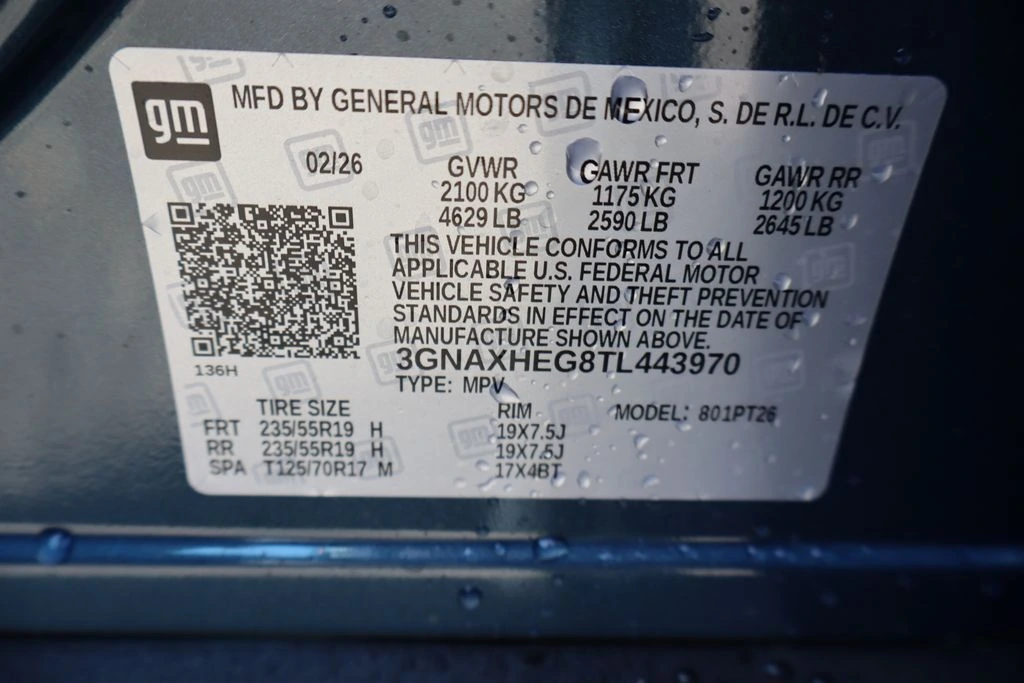 gm
MFD BY GENERAL MOTORS DE MEXICO, S. DE R.L. DE C.V.
02/26 GVWR GAWR FRT GAWR RR
2100 KG 1175 KG 1200 KG
4629 LB 2590 LB 2645 LB
THIS VEHICLE CONFORMS TO ALL
APPLICABLE U.S. FEDERAL MOTOR
VEHICLE SAFETY AND THEFT PREVENTION
STANDARDS IN EFFECT ON THE DATE OF
MANUFACTURE SHOWN ABOVE.
3GNAXHEG8TL443970
136H
TYPE: MPV
TIRE SIZE RIM MODEL: 801PT26
FRT 235/55R19 H 19X7.5J
RR 235/55R19 H 19X7.5J
SPA T125/70R17 M 17X4BT